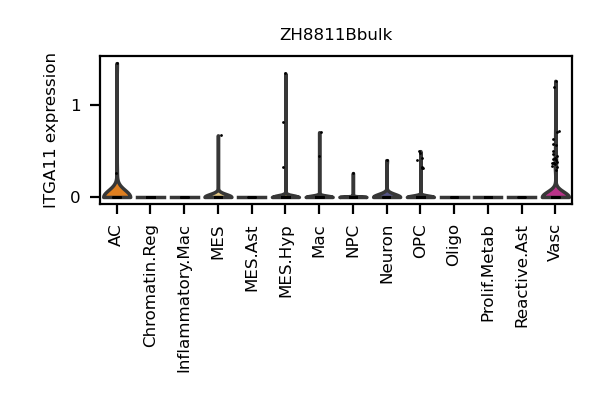 ZH8811Bbulk
ITGA11 expression
1
0
AC
Chromatin.Reg
Inflammatory.Mac
MES
MES.Ast
MES.Hyp
Mac
NPC
Neuron
OPC
Oligo
Prolif.Metab
Reactive.Ast
Vasc